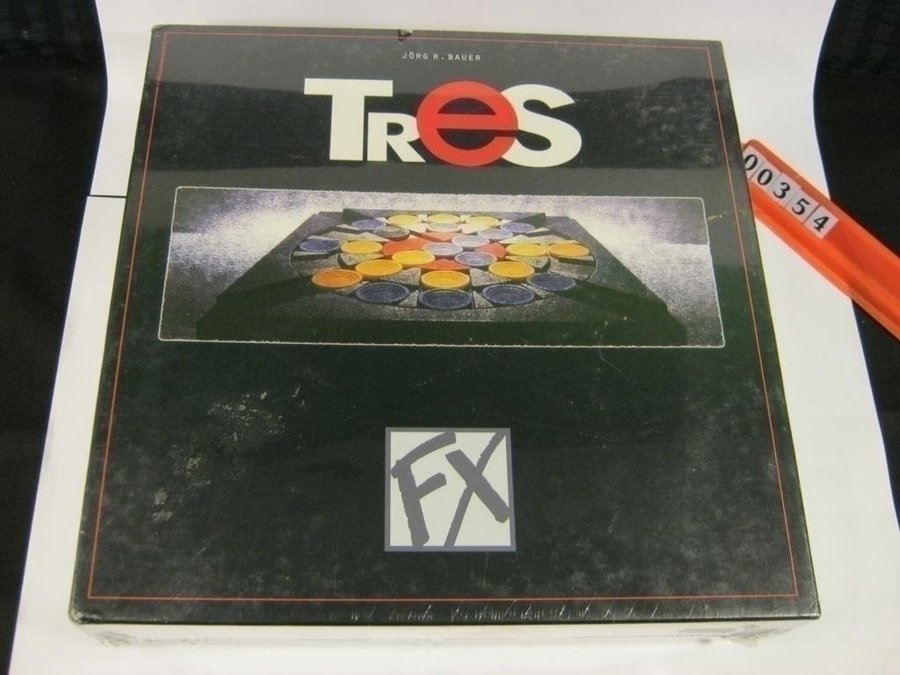 JÖRG R. BAUER
TReS
00354
FX